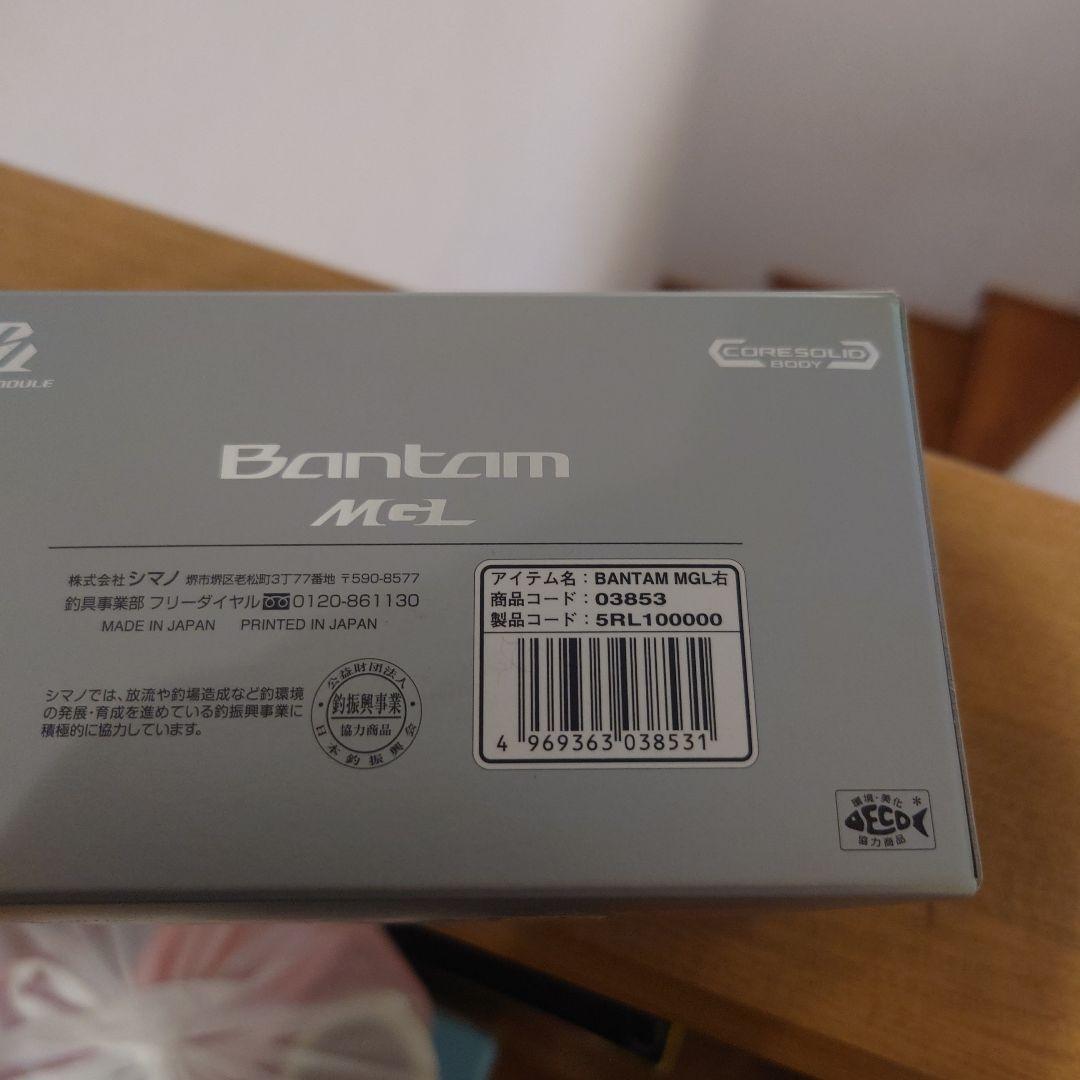 CORESOLID
BODY
Bantam
MGL
株式会社シマノ 堺市堺区老松町3丁77番地 〒590-8577
釣具事業部 フリーダイヤル 0120-861130
MADE IN JAPAN PRINTED IN JAPAN
シマノでは、放流や釣場造成など釣環境
の発展・育成を進めている釣振興事業に
積極的に協力しています。
公益財団法人
釣振興事業
協力商品
日本釣振興会
アイテム名：BANTAM MGL右
商品コード：03853
製品コード：5RL100000
4 969363 038531
環境・美化
ECO
協力商品